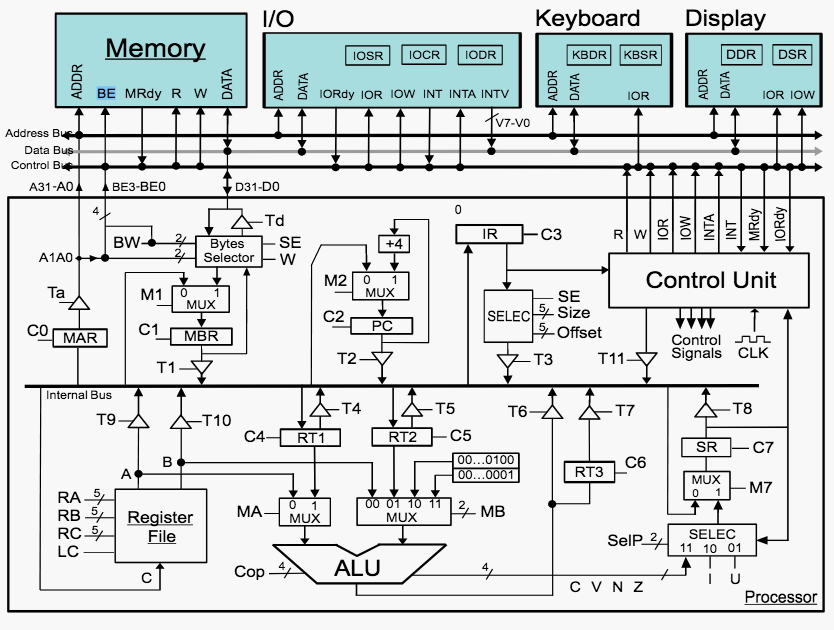 I/O
Keyboard
Display
Memory
IOSR
IOCR
IODR
KBDR
KBSR
DDR
DSR
ADDR
BE
MRdy
R
W
DATA
ADDR
DATA
IORdy
IOR
IOW
INT
INTA
INTV
ADDR
DATA
IOR
ADDR
DATA
IOR
IOW
V7-V0
Address Bus
Data Bus
Control Bus
A31-A0
BE3-BE0
D31-D0
4
BW
2
Td
Bytes
Selector
SE
W
A1A0
2
0
IR
C3
R
W
IOR
IOW
INTA
INT
MRdy
IORdy
Control Unit
+4
Ta
M1
0
1
MUX
M2
0
1
MUX
SELEC
SE
5
Size
5
Offset
C0
MAR
C1
MBR
C2
PC
Control
Signals
CLK
T1
T2
T3
T11
Internal Bus
T9
T10
T4
T5
T6
T7
T8
C4
RT1
RT2
C5
SR
C7
A
B
00...0100
00...0001
RT3
C6
MUX
0
1
M7
RA
5
RB
5
RC
5
LC
Register
File
C
MA
0
1
MUX
00
01
10
11
MUX
2
MB
SelP
2
SELEC
11
10
01
I
U
Cop
4
ALU
4
C V N Z
Processor